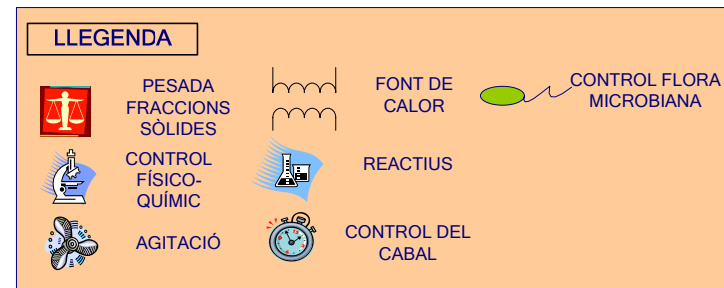 LLEGENDA
PESADA
FRACCIONS
SÒLIDES
FONT DE
CALOR
CONTROL FLORA
MICROBIANA
CONTROL
FÍSICO-
QUÍMIC
REACTIUS
AGITACIÓ
CONTROL DEL
CABAL